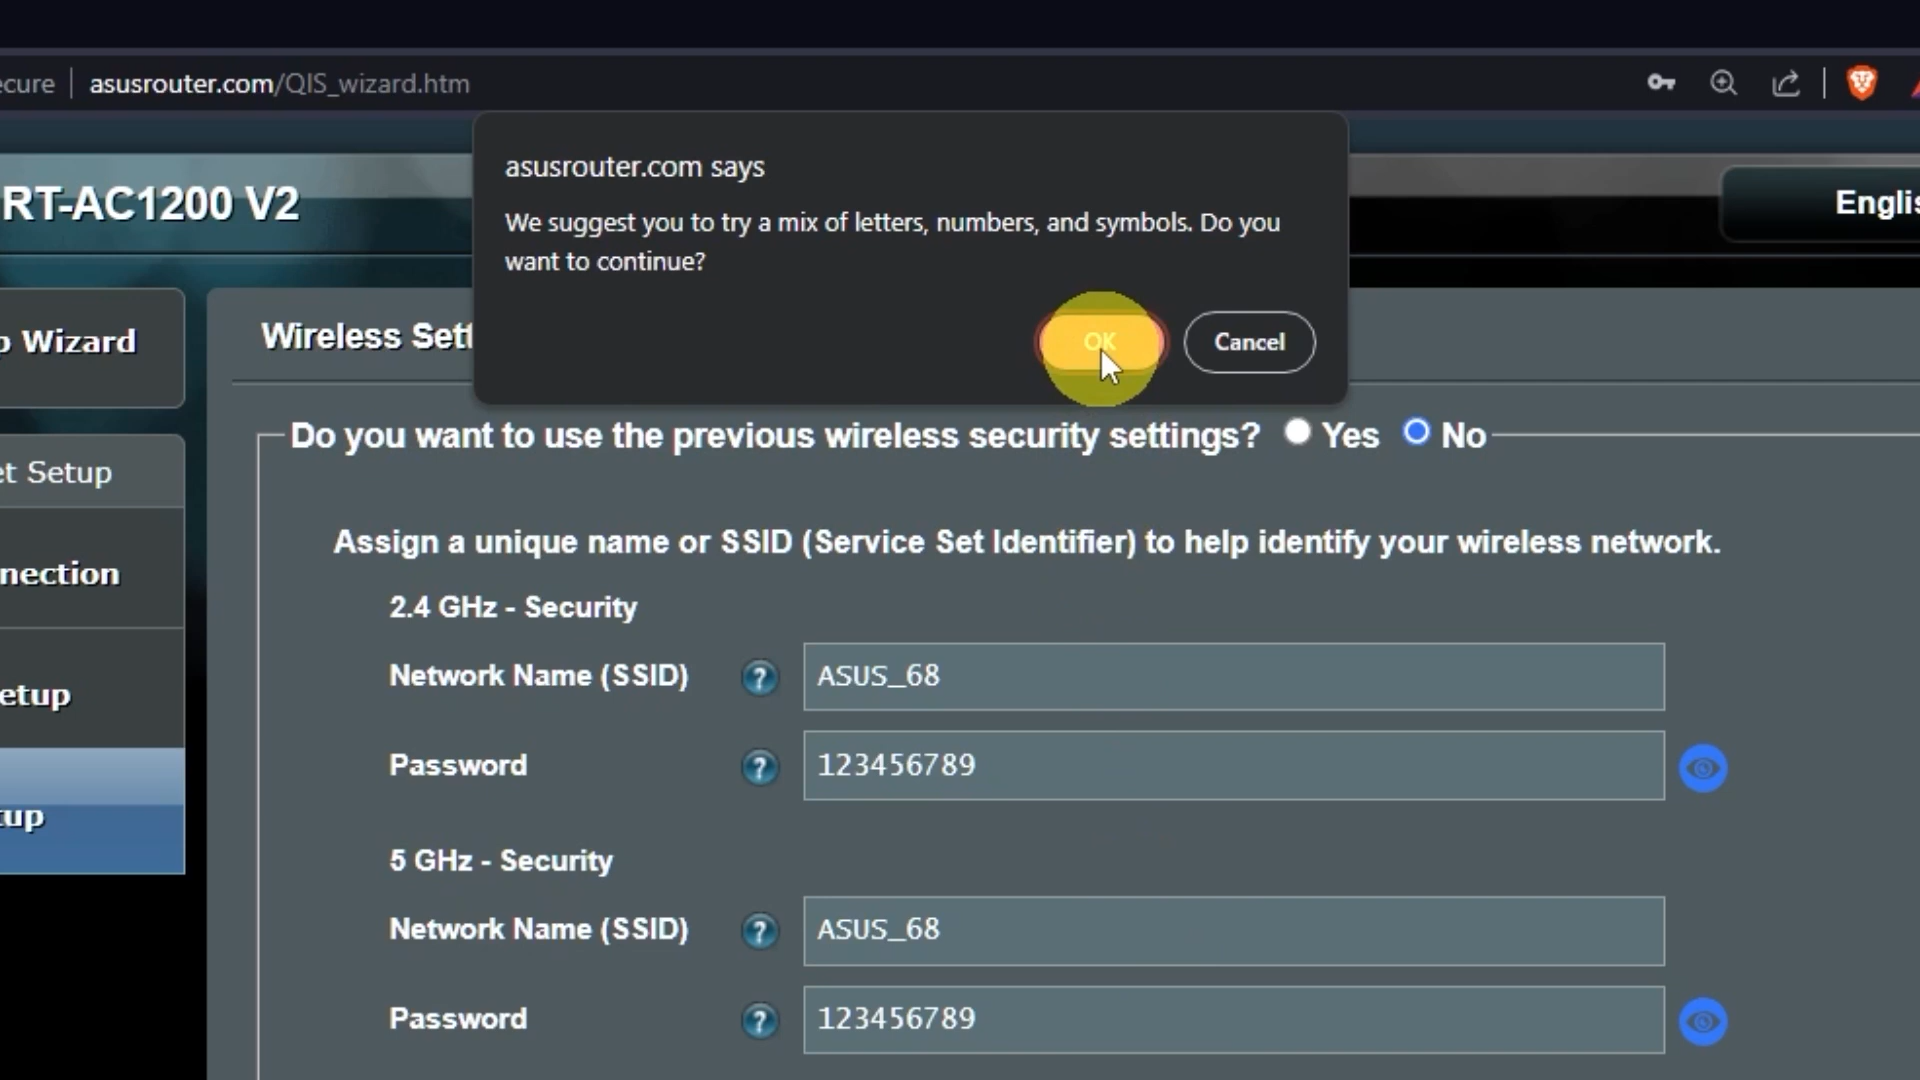 ecure asusrouter.com/QIS_wizard.htm
asusrouter.com says
We suggest you to try a mix of letters, numbers, and symbols. Do you
want to continue?
OK Cancel
RT-AC1200 V2
Englis
p Wizard
et Setup
nnection
etup
tup
Wireless Sett
Do you want to use the previous wireless security settings? Yes No
Assign a unique name or SSID (Service Set Identifier) to help identify your wireless network.
2.4 GHz - Security
Network Name (SSID) ? ASUS_68
Password ? 123456789
5 GHz - Security
Network Name (SSID) ? ASUS_68
Password ? 123456789